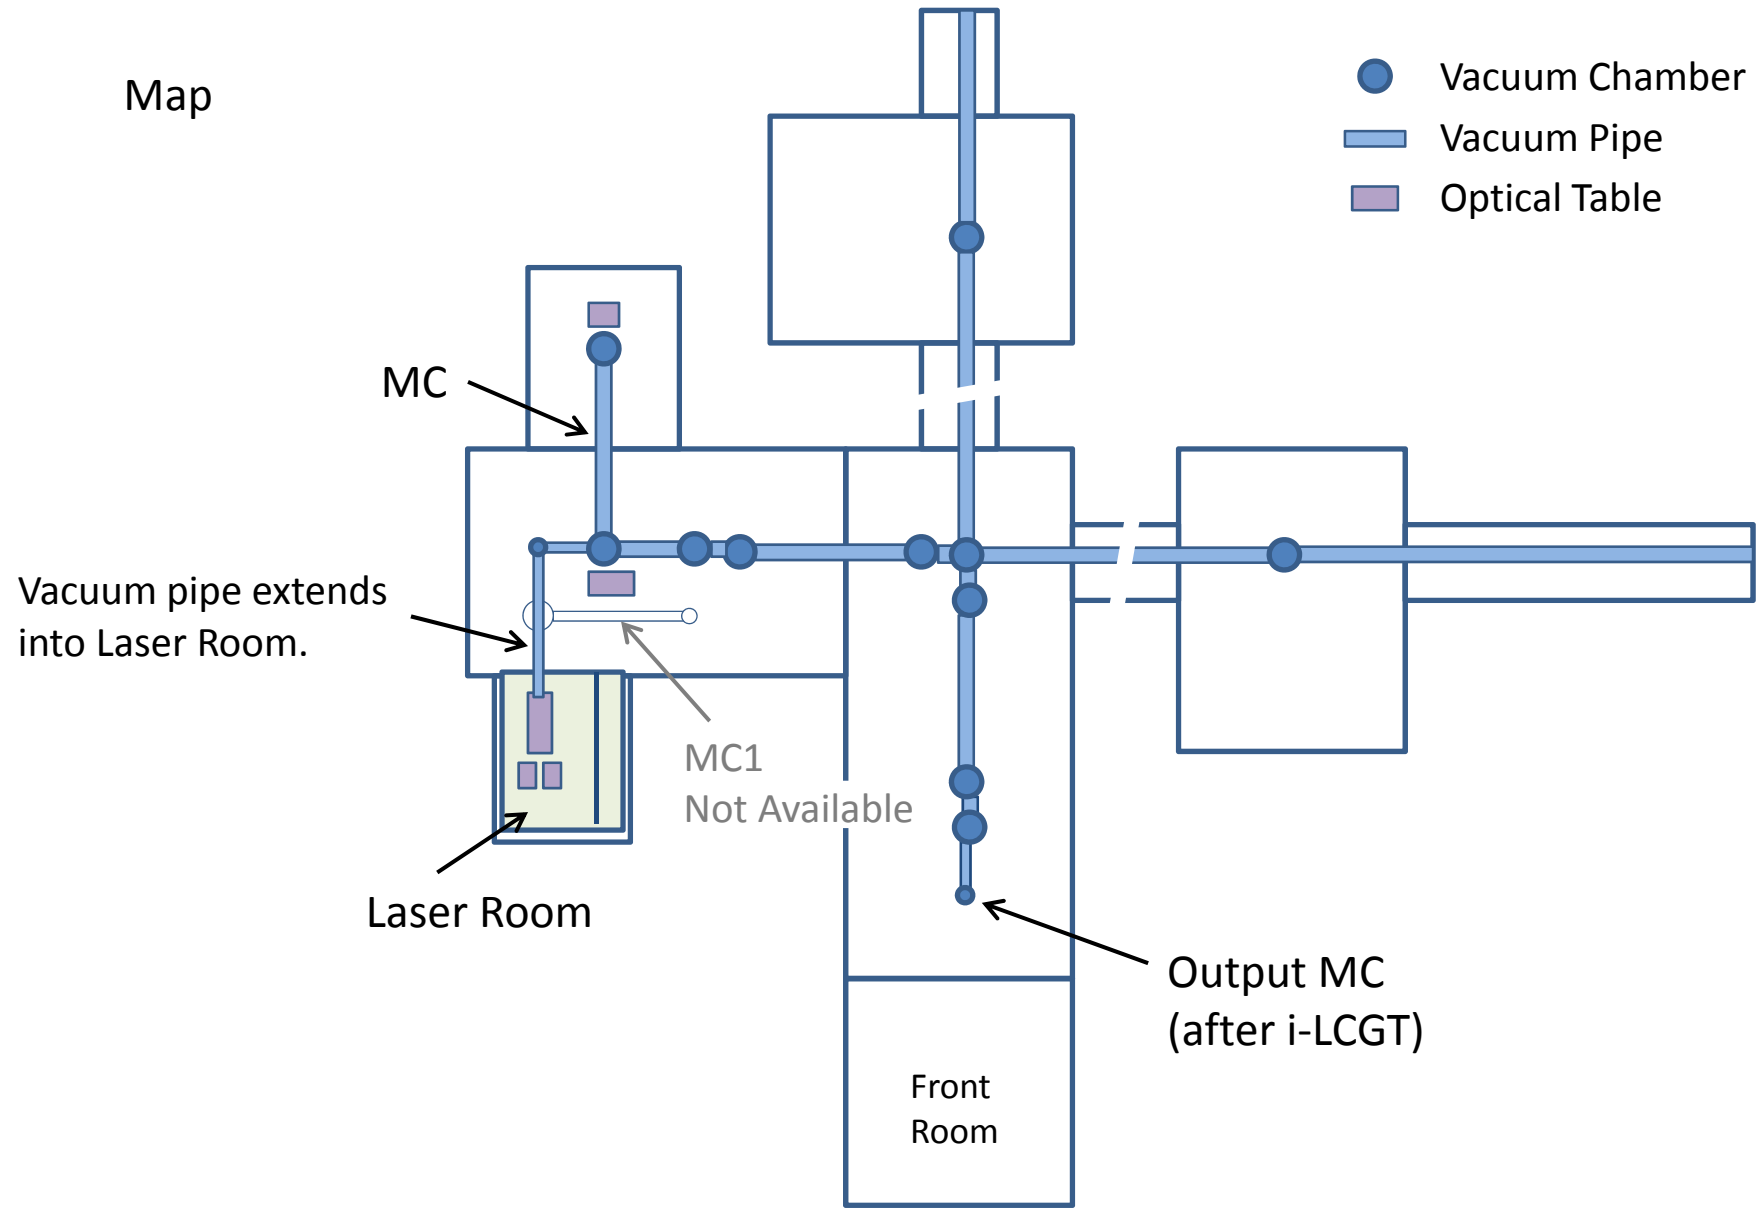 Map
Vacuum Chamber
Vacuum Pipe
Optical Table
MC
Vacuum pipe extends
into Laser Room.
MC1
Not Available
Laser Room
Output MC
(after i-LCGT)
Front
Room